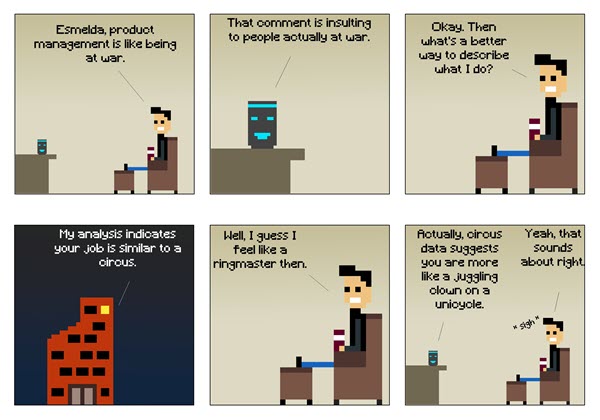 Esmelda, product
management is like being
at war.
That comment is insulting
to people actually at war.
Okay. Then
what's a better
way to describe
what I do?
My analysis indicates
your job is similar to a
circus.
Well, I guess I
feel like a
ringmaster then.
Actually, circus
data suggests
you are more
like a juggling
clown on a
unicycle.
Yeah, that
sounds
about right.
* sigh *